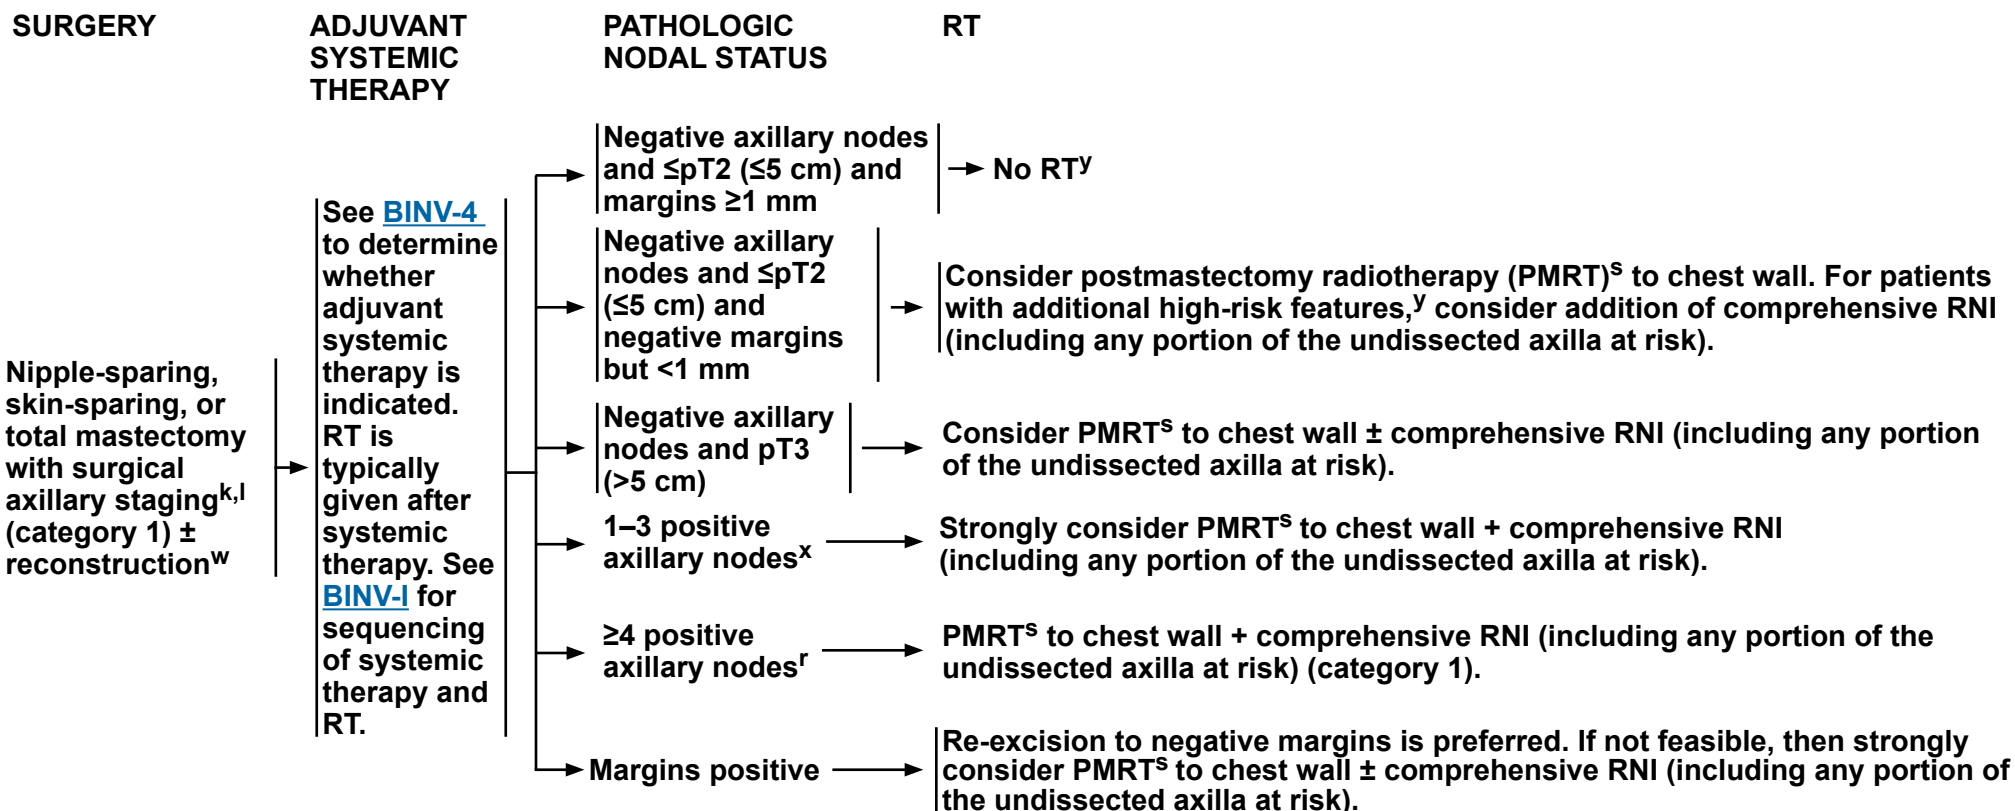 SURGERY
ADJUVANT
SYSTEMIC
THERAPY
PATHOLOGIC
NODAL STATUS
RT
Nipple-sparing,
skin-sparing, or
total mastectomy
with surgical
axillary stagingk,l
(category 1) ±
reconstructionw
See BINV-4
to determine
whether
adjuvant
systemic
therapy is
indicated.
RT is
typically
given after
systemic
therapy. See
BINV-I for
sequencing
of systemic
therapy and
RT.
Negative axillary nodes
and ≤pT2 (≤5 cm) and
margins ≥1 mm
No RTy
Negative axillary
nodes and ≤pT2
(≤5 cm) and
negative margins
but <1 mm
Consider postmastectomy radiotherapy (PMRT)s to chest wall. For patients
with additional high-risk features,y consider addition of comprehensive RNI
(including any portion of the undissected axilla at risk).
Negative axillary
nodes and pT3
(>5 cm)
Consider PMRTs to chest wall ± comprehensive RNI (including any portion
of the undissected axilla at risk).
1–3 positive
axillary nodesx
Strongly consider PMRTs to chest wall + comprehensive RNI
(including any portion of the undissected axilla at risk).
≥4 positive
axillary nodesr
PMRTs to chest wall + comprehensive RNI (including any portion of the
undissected axilla at risk) (category 1).
Margins positive
Re-excision to negative margins is preferred. If not feasible, then strongly
consider PMRTs to chest wall ± comprehensive RNI (including any portion of
the undissected axilla at risk).